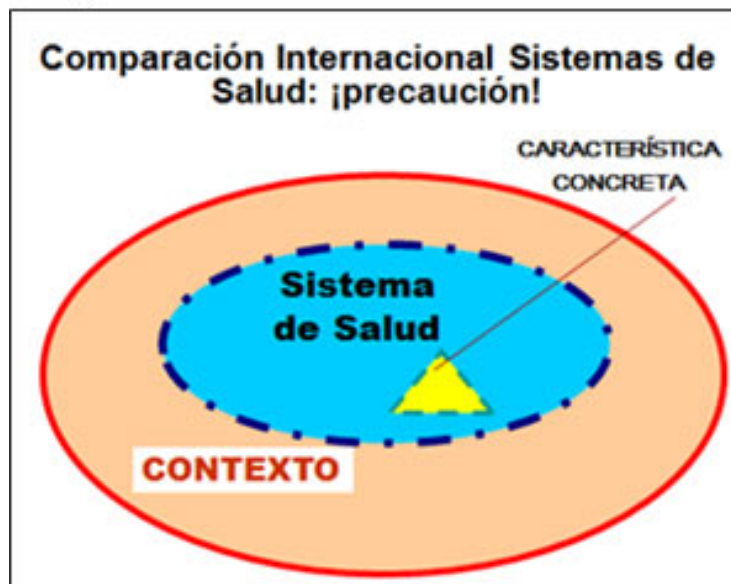 Comparación Internacional Sistemas de
Salud: ¡precaución!
CARACTERÍSTICA
CONCRETA
Sistema
de Salud
CONTEXTO